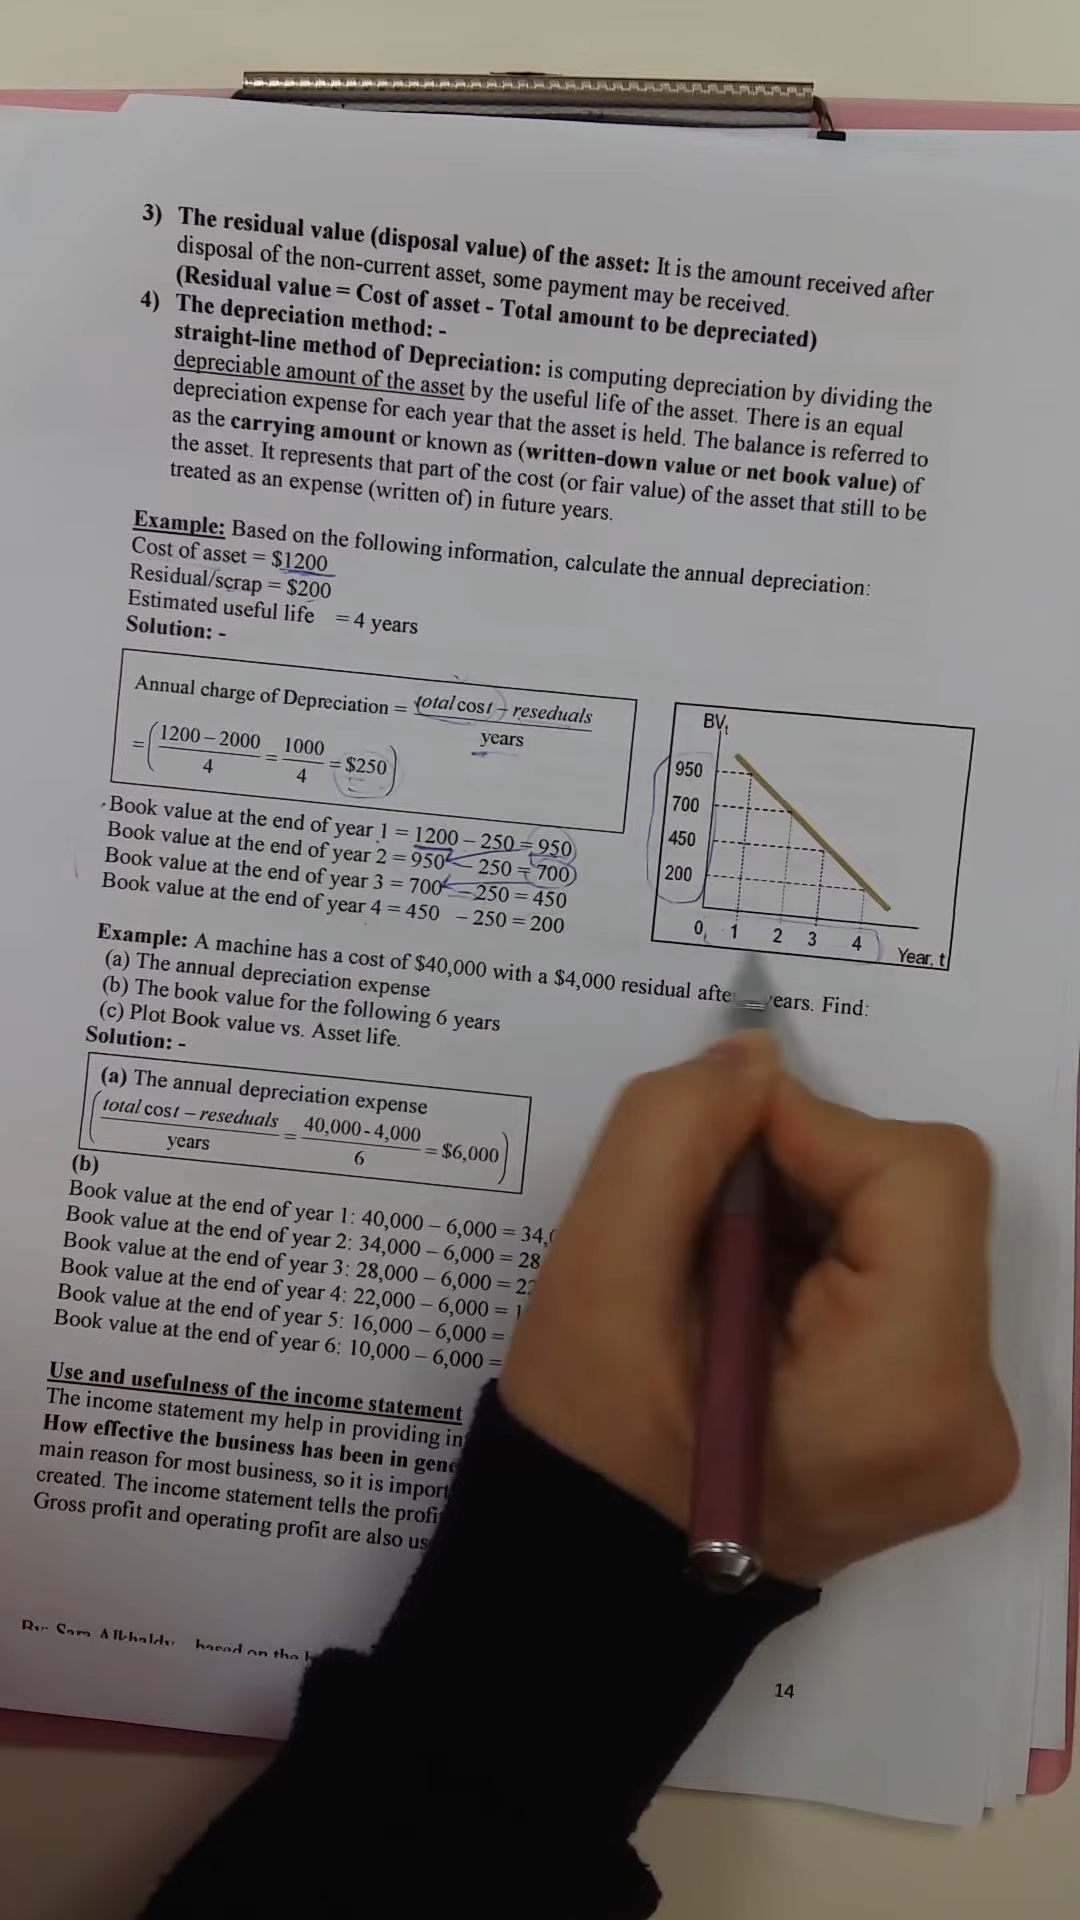 3) The residual value (disposal value) of the asset: It is the amount received after
disposal of the non-current asset, some payment may be received.
(Residual value = Cost of asset - Total amount to be depreciated)
4) The depreciation method: -
straight-line method of Depreciation: is computing depreciation by dividing the
depreciable amount of the asset by the useful life of the asset. There is an equal
depreciation expense for each year that the asset is held. The balance is referred to
as the carrying amount or known as (written-down value or net book value) of
the asset. It represents that part of the cost (or fair value) of the asset that still to be
treated as an expense (written of) in future years.
Example: Based on the following information, calculate the annual depreciation:
Cost of asset = $1200
Residual/scrap = $200
Estimated useful life = 4 years
Solution: -
Annual charge of Depreciation = total cost – reseduals
years
= (1200 – 2000
4
= 1000
4
= $250)
Book value at the end of year 1 = 1200 – 250 = 950
Book value at the end of year 2 = 950 – 250 = 700
Book value at the end of year 3 = 700 – 250 = 450
Book value at the end of year 4 = 450 – 250 = 200
BVt
950
700
450
200
0 1 2 3 4 Year, t
Example: A machine has a cost of $40,000 with a $4,000 residual after years. Find:
(a) The annual depreciation expense
(b) The book value for the following 6 years
(c) Plot Book value vs. Asset life.
Solution: -
(a) The annual depreciation expense
(total cost – reseduals
years
= 40,000 - 4,000
6
= $6,000)
(b)
Book value at the end of year 1: 40,000 – 6,000 = 34,
Book value at the end of year 2: 34,000 – 6,000 = 28
Book value at the end of year 3: 28,000 – 6,000 = 22
Book value at the end of year 4: 22,000 – 6,000 = 1
Book value at the end of year 5: 16,000 – 6,000 =
Book value at the end of year 6: 10,000 – 6,000 =
Use and usefulness of the income statement
The income statement my help in providing
How effective the business has been in
main reason for most business, so it is
created. The income statement tells the
Gross profit and operating profit are also
By: Sam Alkhaldy based on the
14